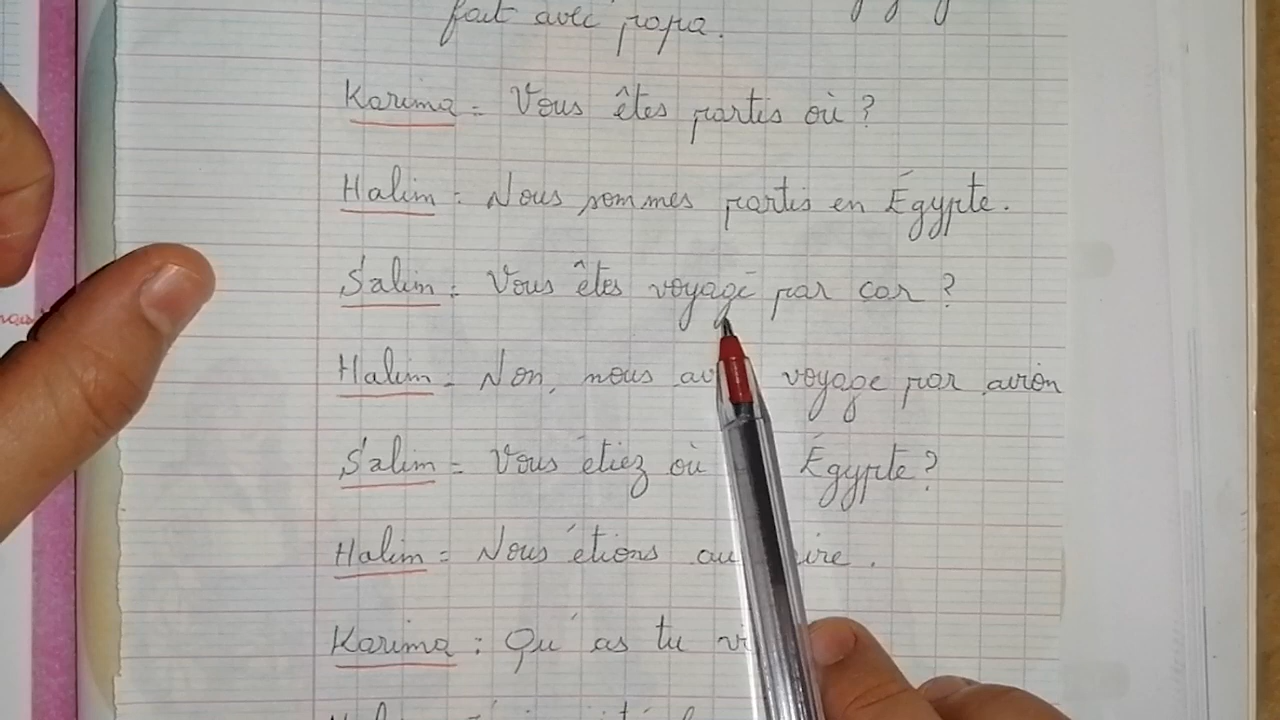 fait avec papa.
Karima = Vous êtes partis où ?
Halim : Nous sommes partis en Égypte.
Salim : Vous êtes voyagé par car ?
Halim = Non, nous voyage par avion
Salim = Vous étiez où Égypte ?
Halim = Nous étions au
Karima : Qu'as tu